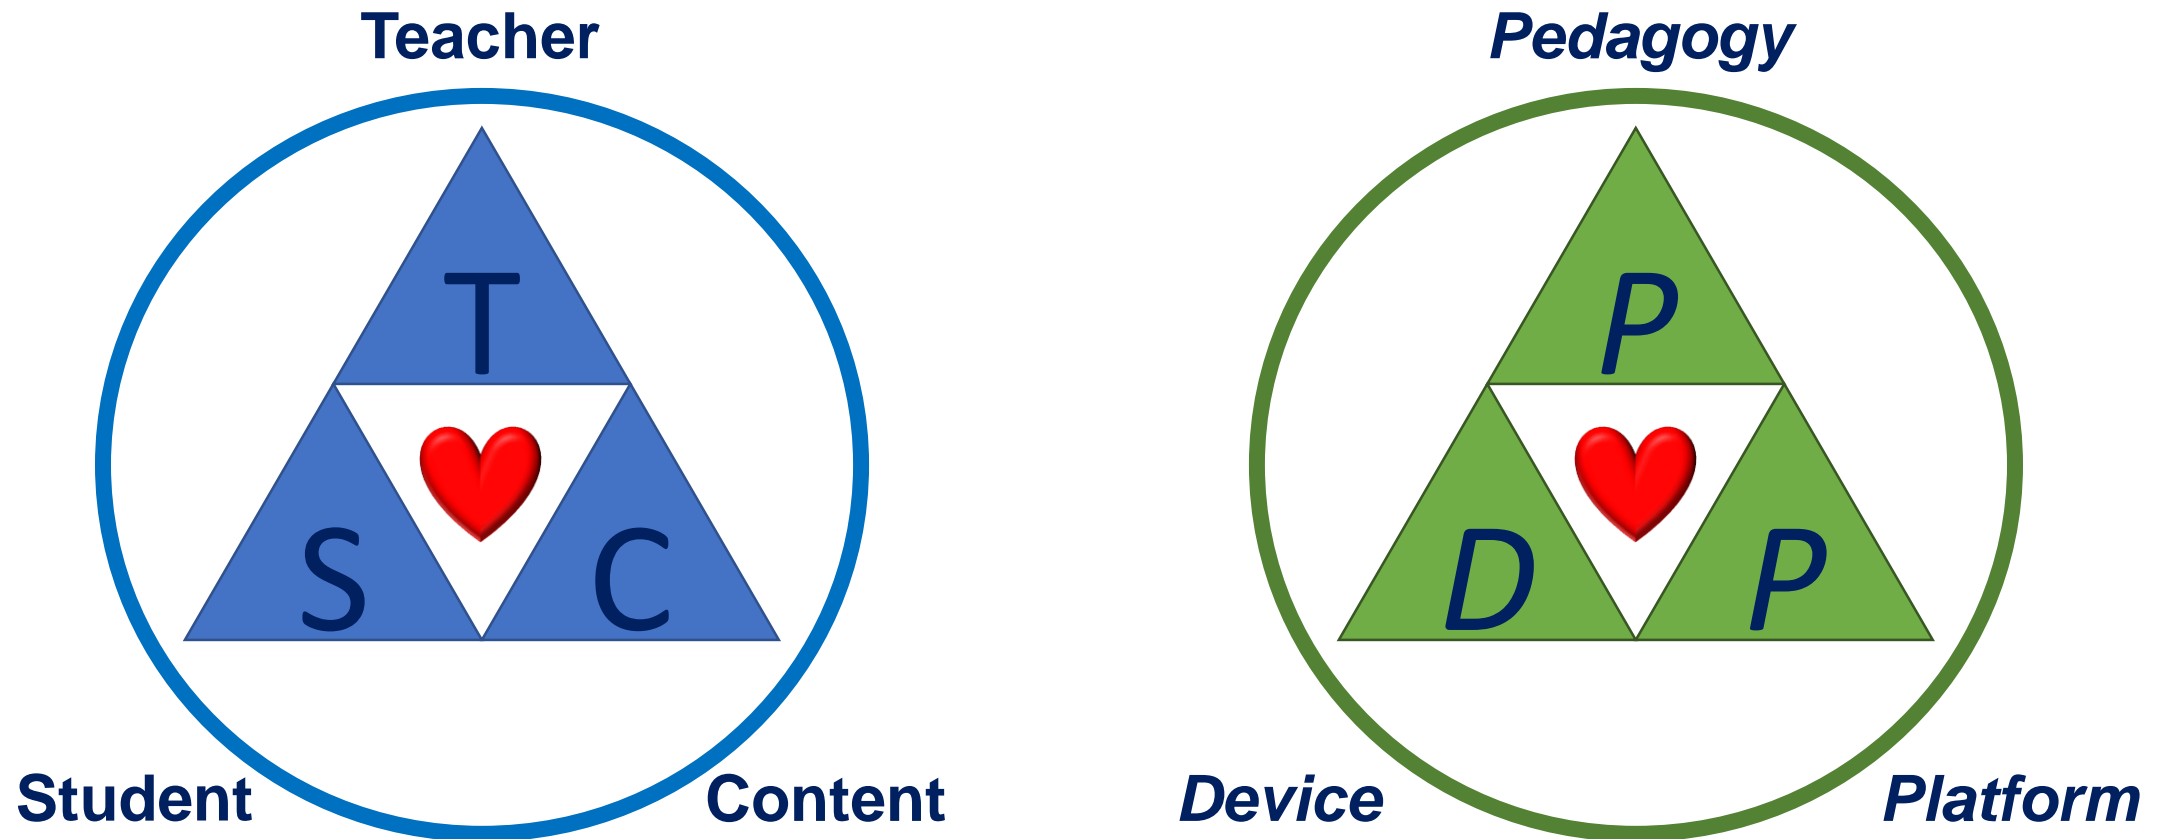 Teacher
T
S
C
Student
Content
Pedagogy
P
D
P
Device
Platform